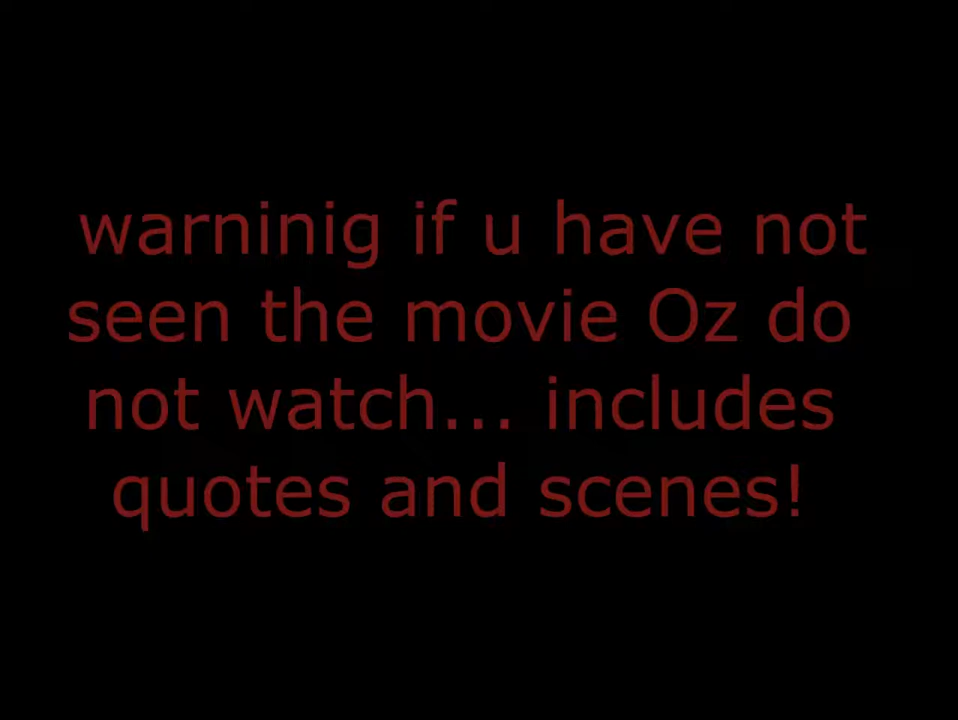 warninig if u have not
seen the movie Oz do
not watch... includes
quotes and scenes!